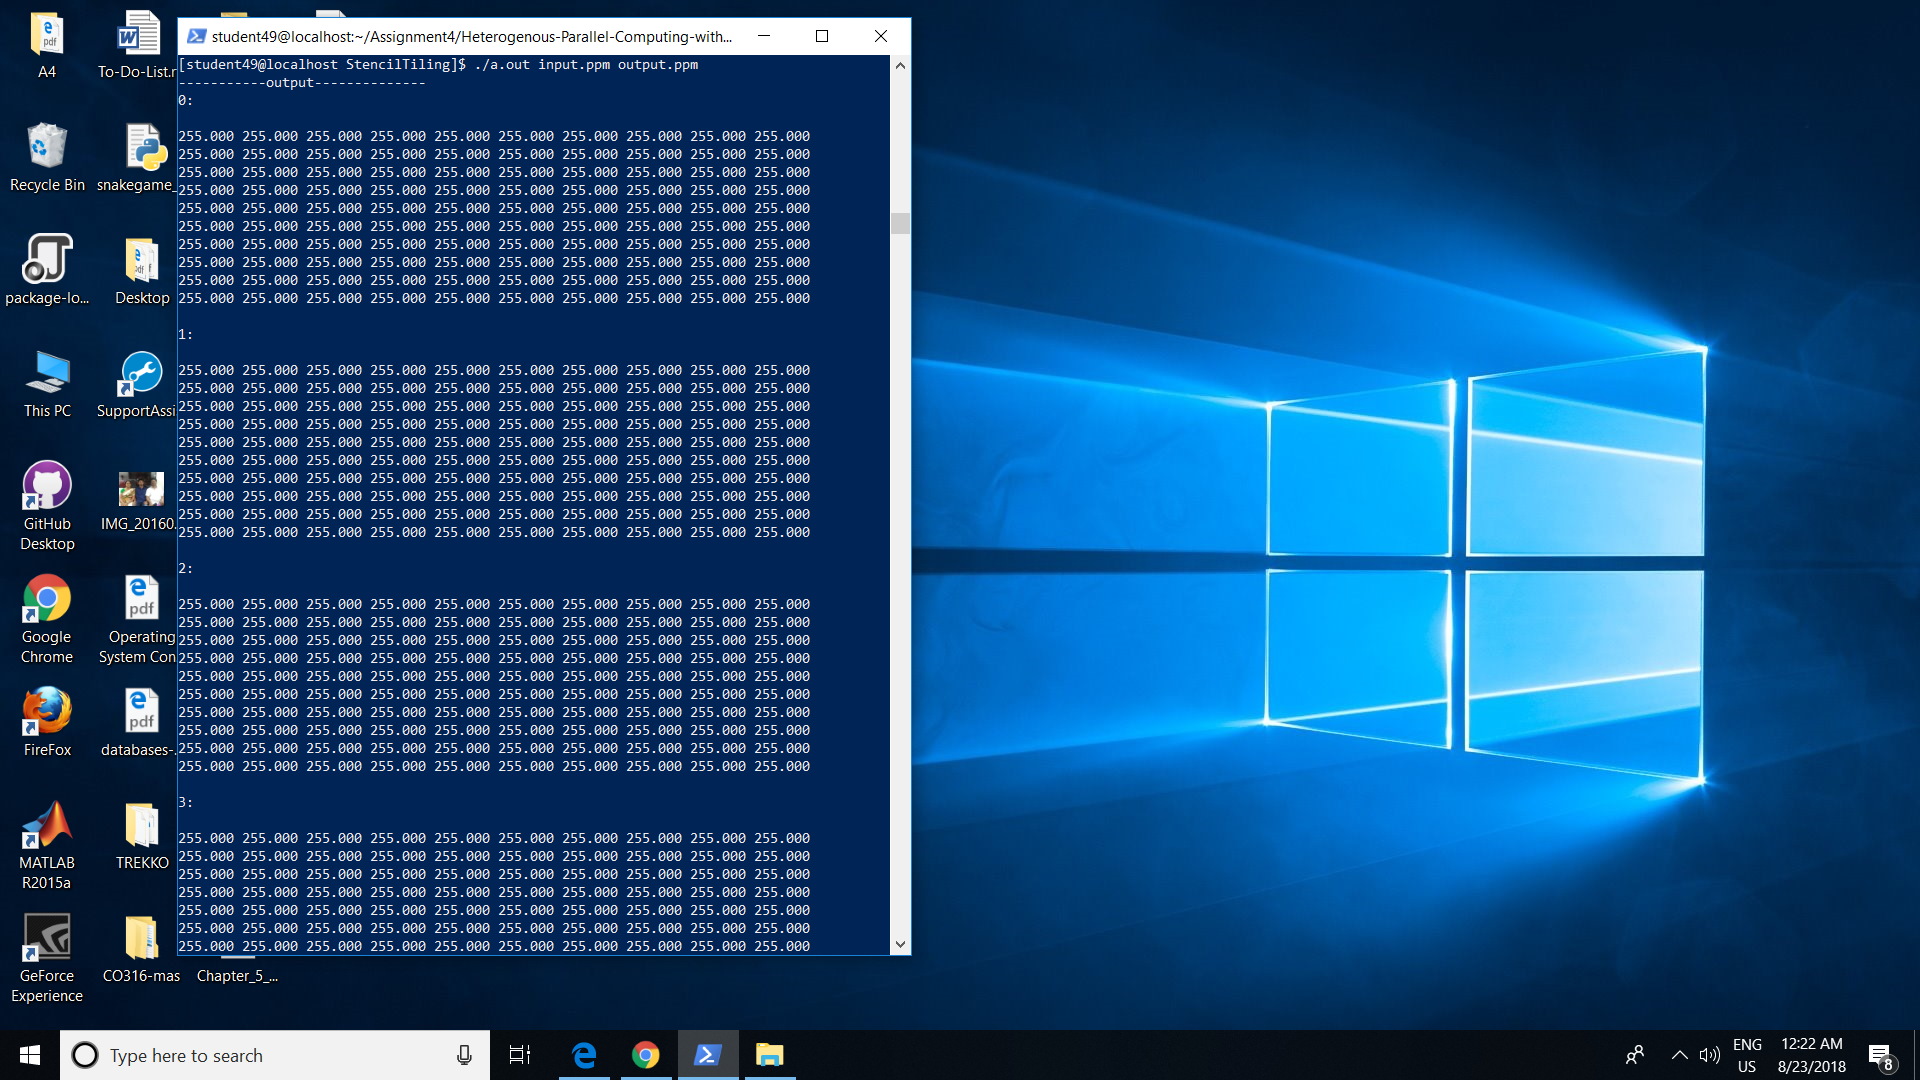 A4
To-Do-List.r
Recycle Bin
snakegame_
package-lo...
Desktop
This PC
SupportAssi
GitHub
Desktop
IMG_20160.
Google
Chrome
Operating
System Con
FireFox
databases-.
MATLAB
R2015a
TREKKO
GeForce
Experience
CO316-mas
Chapter_5_...
student49@localhost:~/Assignment4/Heterogenous-Parallel-Computing-with...
[student49@localhost StencilTiling]$ ./a.out input.ppm output.ppm
-----------output--------------
0:
255.000 255.000 255.000 255.000 255.000 255.000 255.000 255.000 255.000 255.000
255.000 255.000 255.000 255.000 255.000 255.000 255.000 255.000 255.000 255.000
255.000 255.000 255.000 255.000 255.000 255.000 255.000 255.000 255.000 255.000
255.000 255.000 255.000 255.000 255.000 255.000 255.000 255.000 255.000 255.000
255.000 255.000 255.000 255.000 255.000 255.000 255.000 255.000 255.000 255.000
255.000 255.000 255.000 255.000 255.000 255.000 255.000 255.000 255.000 255.000
255.000 255.000 255.000 255.000 255.000 255.000 255.000 255.000 255.000 255.000
255.000 255.000 255.000 255.000 255.000 255.000 255.000 255.000 255.000 255.000
255.000 255.000 255.000 255.000 255.000 255.000 255.000 255.000 255.000 255.000
255.000 255.000 255.000 255.000 255.000 255.000 255.000 255.000 255.000 255.000
1:
255.000 255.000 255.000 255.000 255.000 255.000 255.000 255.000 255.000 255.000
255.000 255.000 255.000 255.000 255.000 255.000 255.000 255.000 255.000 255.000
255.000 255.000 255.000 255.000 255.000 255.000 255.000 255.000 255.000 255.000
255.000 255.000 255.000 255.000 255.000 255.000 255.000 255.000 255.000 255.000
255.000 255.000 255.000 255.000 255.000 255.000 255.000 255.000 255.000 255.000
255.000 255.000 255.000 255.000 255.000 255.000 255.000 255.000 255.000 255.000
255.000 255.000 255.000 255.000 255.000 255.000 255.000 255.000 255.000 255.000
255.000 255.000 255.000 255.000 255.000 255.000 255.000 255.000 255.000 255.000
255.000 255.000 255.000 255.000 255.000 255.000 255.000 255.000 255.000 255.000
255.000 255.000 255.000 255.000 255.000 255.000 255.000 255.000 255.000 255.000
2:
255.000 255.000 255.000 255.000 255.000 255.000 255.000 255.000 255.000 255.000
255.000 255.000 255.000 255.000 255.000 255.000 255.000 255.000 255.000 255.000
255.000 255.000 255.000 255.000 255.000 255.000 255.000 255.000 255.000 255.000
255.000 255.000 255.000 255.000 255.000 255.000 255.000 255.000 255.000 255.000
255.000 255.000 255.000 255.000 255.000 255.000 255.000 255.000 255.000 255.000
255.000 255.000 255.000 255.000 255.000 255.000 255.000 255.000 255.000 255.000
255.000 255.000 255.000 255.000 255.000 255.000 255.000 255.000 255.000 255.000
255.000 255.000 255.000 255.000 255.000 255.000 255.000 255.000 255.000 255.000
255.000 255.000 255.000 255.000 255.000 255.000 255.000 255.000 255.000 255.000
255.000 255.000 255.000 255.000 255.000 255.000 255.000 255.000 255.000 255.000
3:
255.000 255.000 255.000 255.000 255.000 255.000 255.000 255.000 255.000 255.000
255.000 255.000 255.000 255.000 255.000 255.000 255.000 255.000 255.000 255.000
255.000 255.000 255.000 255.000 255.000 255.000 255.000 255.000 255.000 255.000
255.000 255.000 255.000 255.000 255.000 255.000 255.000 255.000 255.000 255.000
255.000 255.000 255.000 255.000 255.000 255.000 255.000 255.000 255.000 255.000
255.000 255.000 255.000 255.000 255.000 255.000 255.000 255.000 255.000 255.000
255.000 255.000 255.000 255.000 255.000 255.000 255.000 255.000 255.000 255.000
Type here to search
ENG
US
12:22 AM
8/23/2018
8